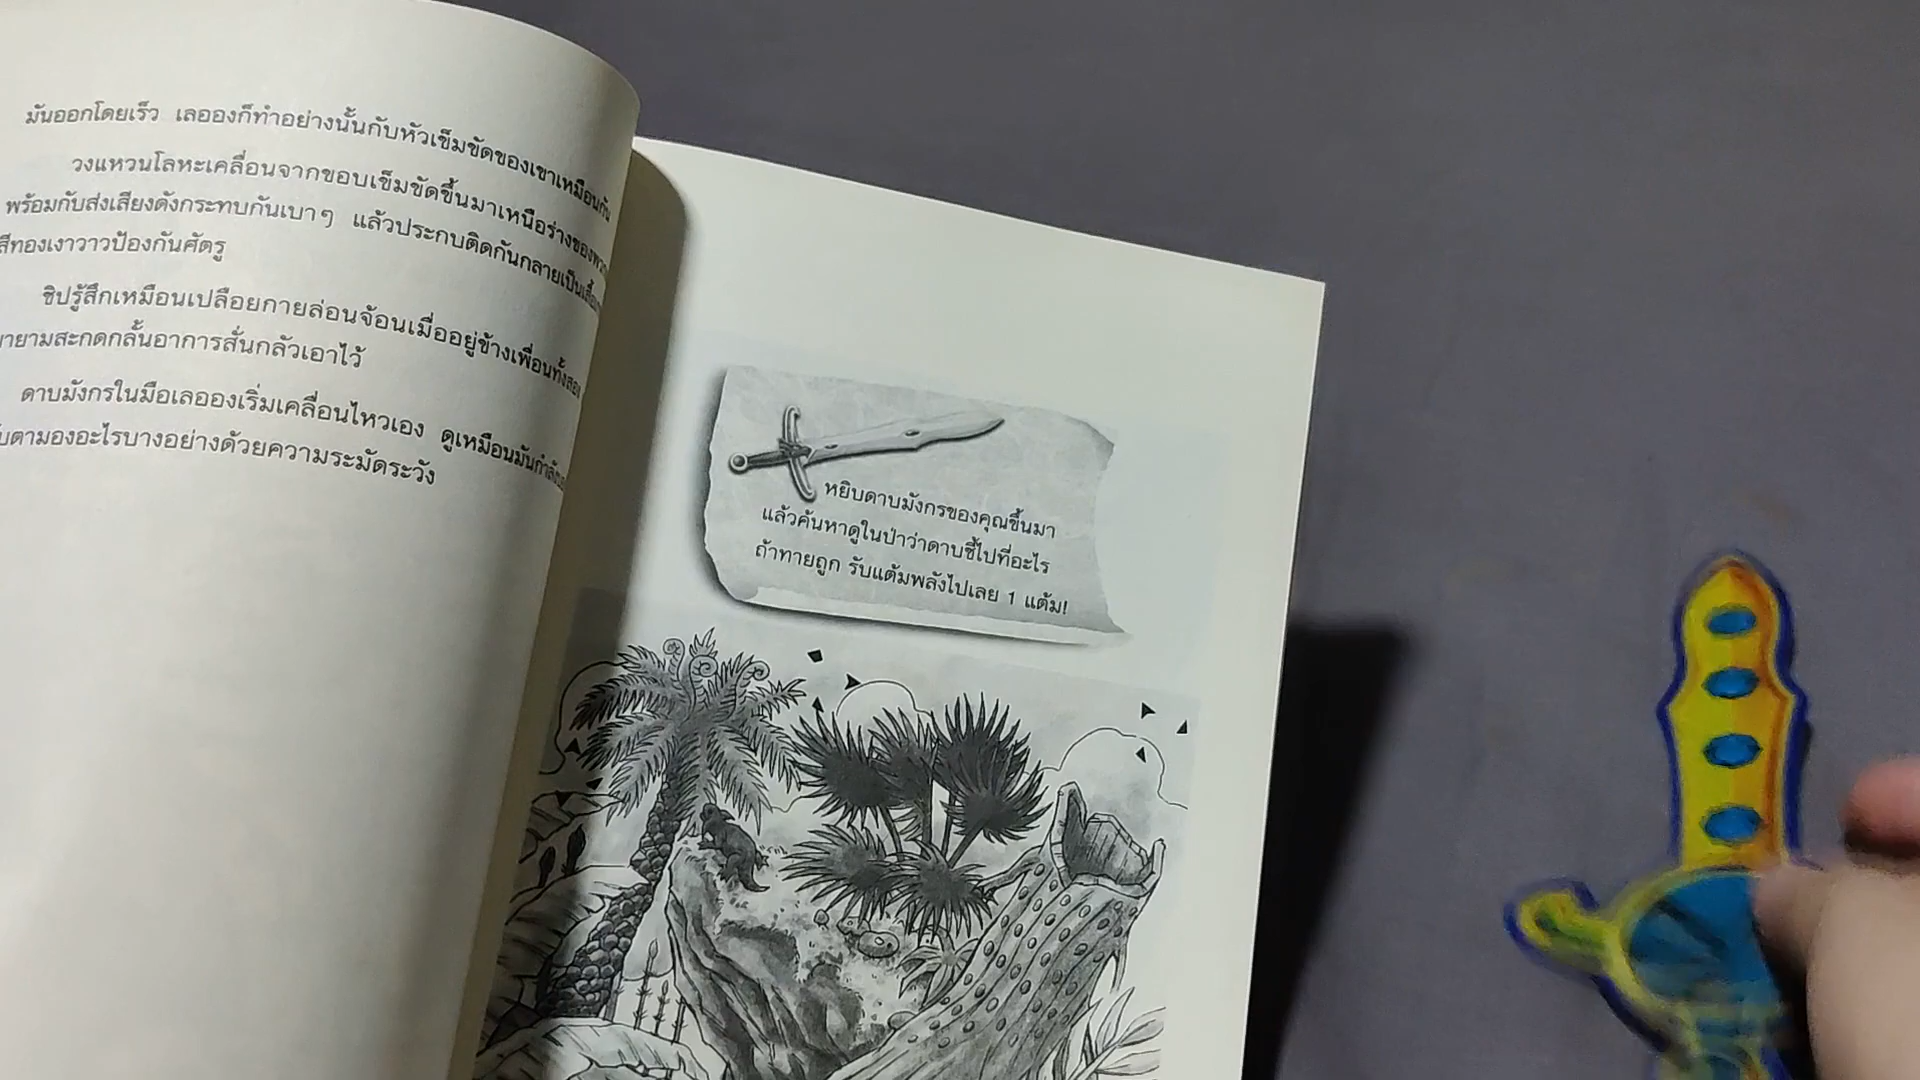 มันออกโดยเร็ว เลอองก็ทำอย่างนั้นกับหัวเข็มขัดของเขาเหมือนกัน
วงแหวนโลหะเคลื่อนจากขอบเข็มขัดขึ้นมาเหนือร่างของพวก
พร้อมกับส่งเสียงดังกระทบกันเบาๆ แล้วประกบติดกันกลายเป็นเสื้อ
สีทองเงาวาวป้องกันศัตรู
ชิปรู้สึกเหมือนเปลือยกายล่อนจ้อนเมื่ออยู่ข้างเพื่อนทั้งสอง
ยายามสะกดกลั้นอาการสั่นกลัวเอาไว้
ดาบมังกรในมือเลอองเริ่มเคลื่อนไหวเอง ดูเหมือนมันกำลัง
บตามองอะไรบางอย่างด้วยความระมัดระวัง
หยิบดาบมังกรของคุณขึ้นมา
แล้วค้นหาดูในป่าว่าดาบชี้ไปที่อะไร
ถ้าทายถูก รับแต้มพลังไปเลย 1 แต้ม!